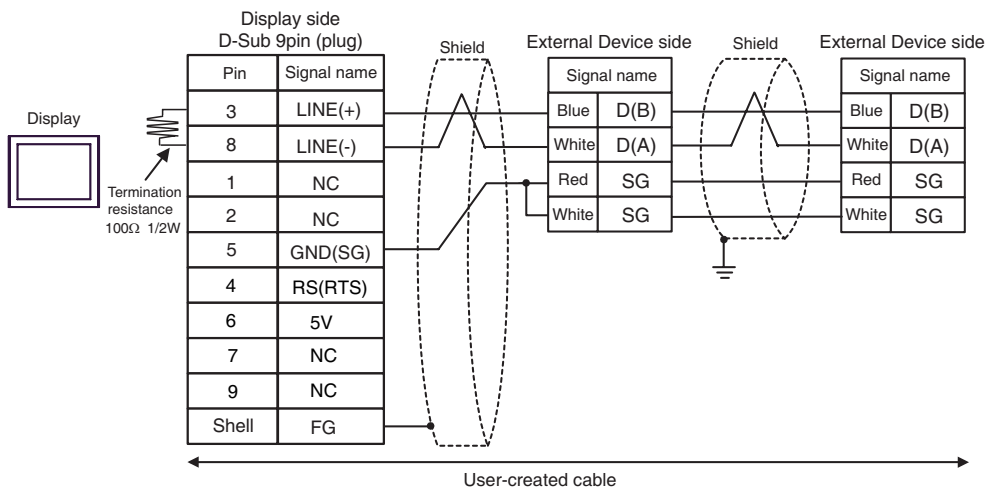 Display side
D-Sub 9pin (plug)
Shield
External Device side
Shield
External Device side
Pin Signal name
Signal name
Signal name
3 LINE(+)
Blue D(B)
Blue D(B)
Display
8 LINE(-)
White D(A)
White D(A)
Termination
resistance
100Ω 1/2W
1 NC
Red SG
Red SG
2 NC
White SG
White SG
5 GND(SG)
4 RS(RTS)
6 5V
7 NC
9 NC
Shell FG
User-created cable